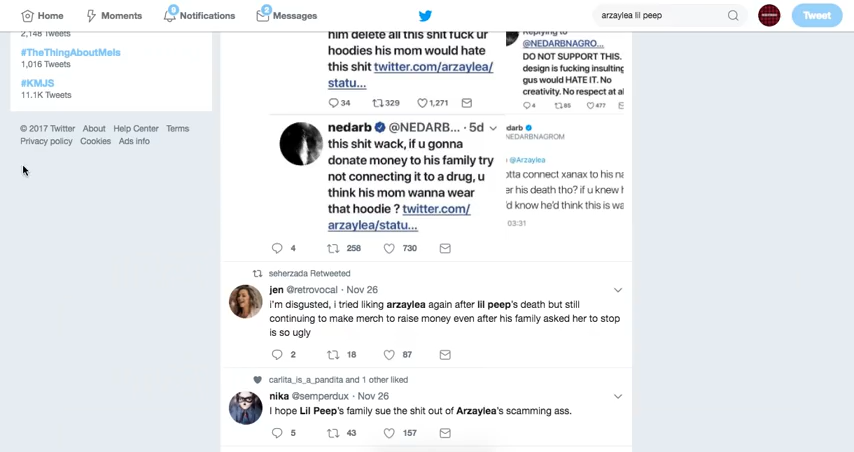 Home Moments 9 Notifications 2 Messages arzaylea lil peep Tweet
2,148 Tweets
#TheThingAboutMels
1,016 Tweets
#KMJS
11.1K Tweets
© 2017 Twitter About Help Center Terms
Privacy policy Cookies Ads info
him delete all this shit fuck ur
hoodies his mom would hate
this shit twitter.com/arzaylea/
statu...
34 329 1,271
Replying to
@NEDARBNAGRO...
DO NOT SUPPORT THIS.
design is fucking insulting
gus would HATE IT. No
creativity. No respect at al
4 85 477
nedarb @NEDARB... · 5d
this shit wack, if u gonna
donate money to his family try
not connecting it to a drug, u
think his mom wanna wear
that hoodie ? twitter.com/
arzaylea/statu...
darb
NEDARBNAGROM
@Arzaylea
otta connect xanax to his na
er his death tho? if u knew h
'd know he'd think this is wa
03:31
4 258 730
seherzada Retweeted
jen @retrovocal · Nov 26
i'm disgusted, i tried liking arzaylea again after lil peep's death but still
continuing to make merch to raise money even after his family asked her to stop
is so ugly
2 18 87
carlita_is_a_pandita and 1 other liked
nika @semperdux · Nov 26
I hope Lil Peep's family sue the shit out of Arzaylea's scamming ass.
5 43 157